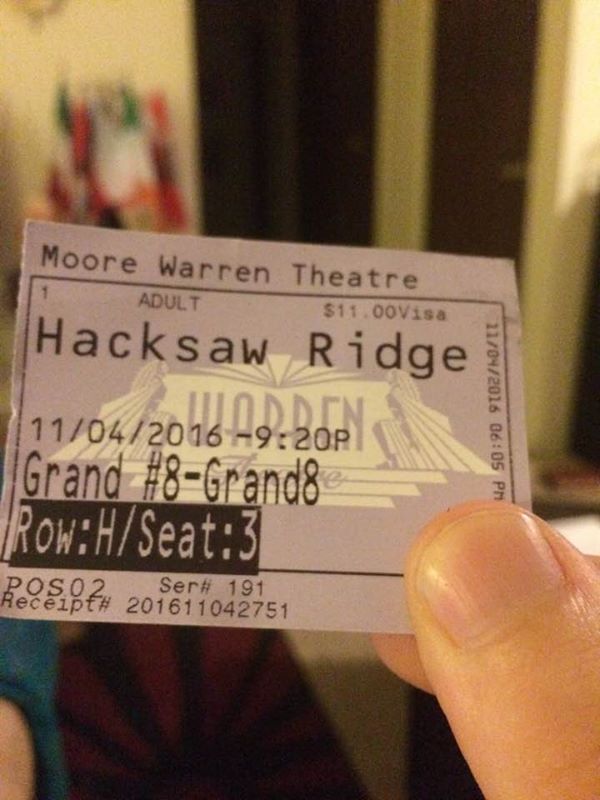 Moore Warren Theatre
1 ADULT $11.00Visa
Hacksaw Ridge
WARREN
11/04/2016-9:20P
Grand #8-Grand8
Row:H/Seat:3
POS02 Ser# 191
Receipt# 201611042751
11/04/2016 06:05 PM